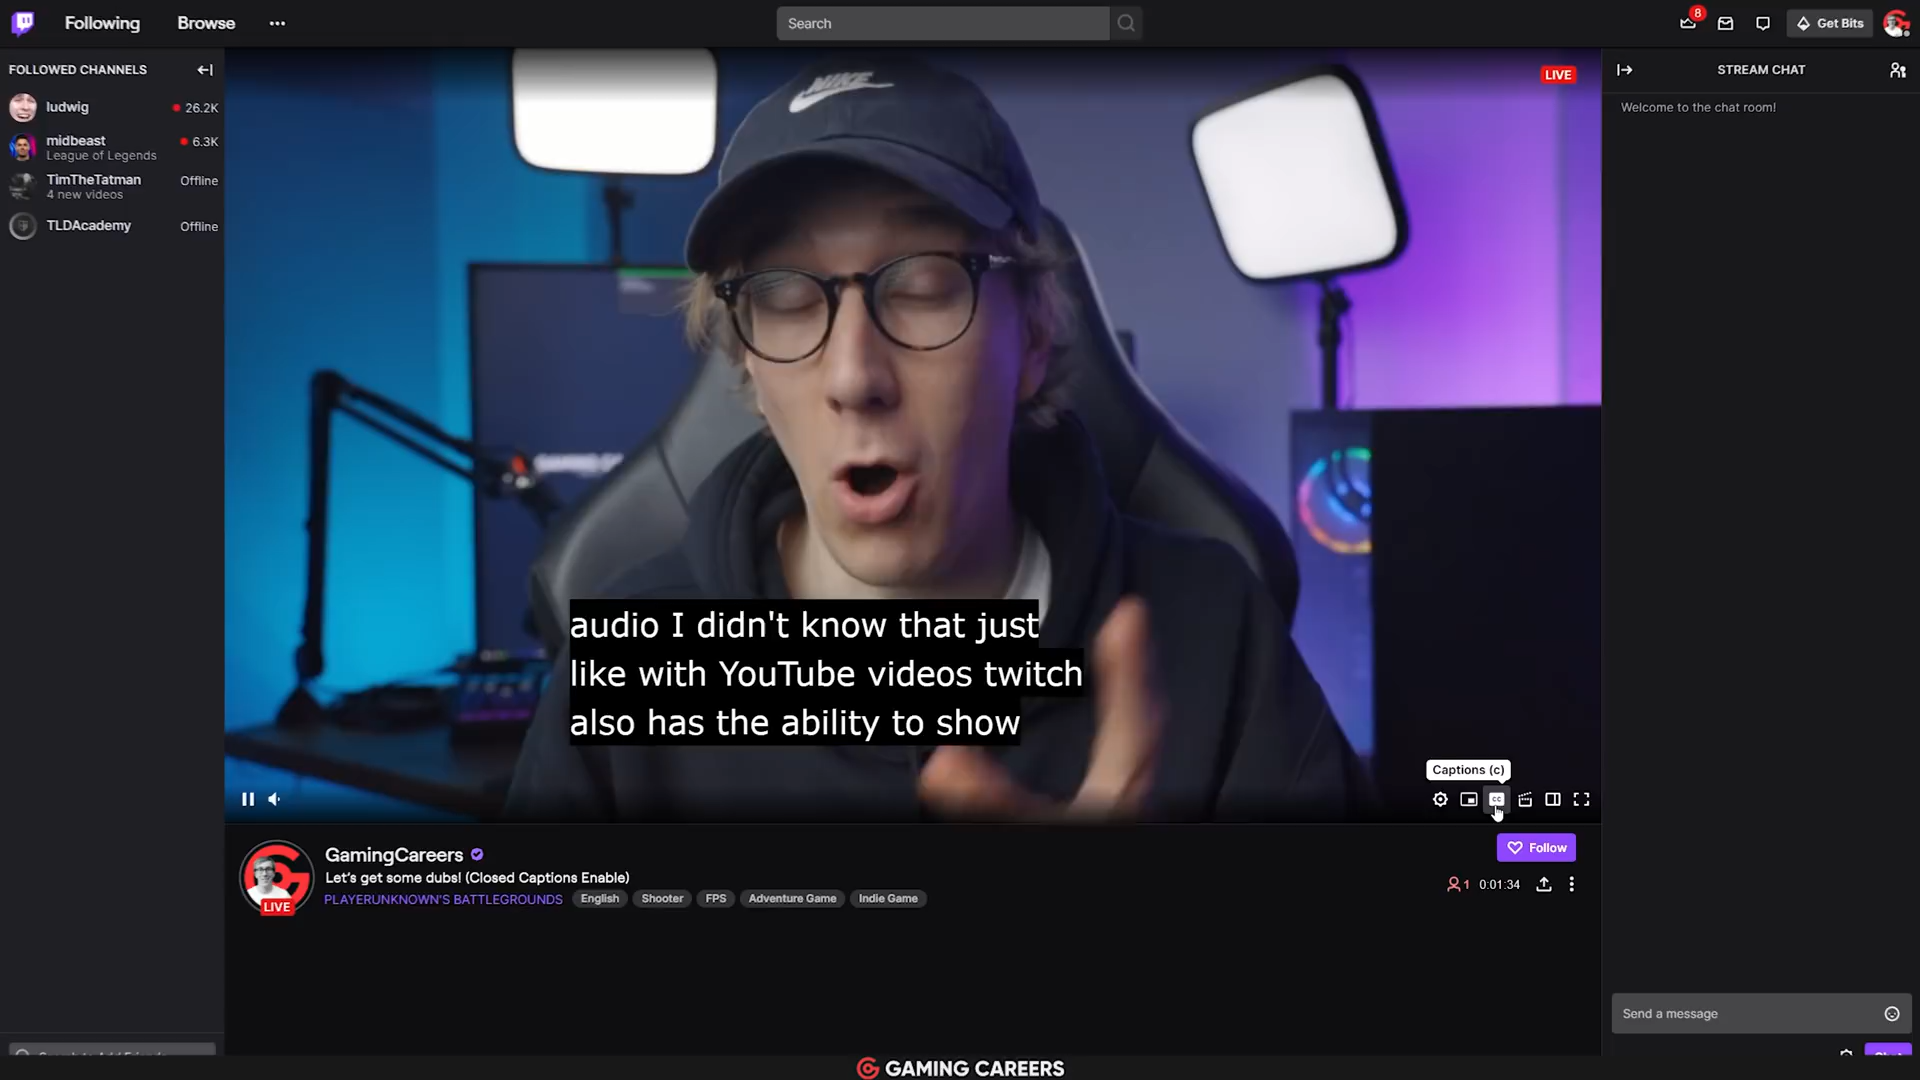 Following
Browse
Search
8
Get Bits
FOLLOWED CHANNELS
ludwig
26.2K
midbeast
6.3K
League of Legends
TimTheTatman
Offline
4 new videos
TLDAcademy
Offline
LIVE
STREAM CHAT
Welcome to the chat room!
audio I didn't know that just
like with YouTube videos twitch
also has the ability to show
Captions (c)
CC
GamingCareers
Let's get some dubs! (Closed Captions Enable)
PLAYERUNKNOWN'S BATTLEGROUNDS
English
Shooter
FPS
Adventure Game
Indie Game
LIVE
Follow
1
0:01:34
Send a message
GAMING CAREERS